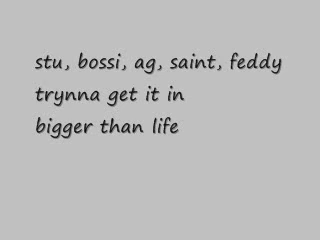 stu, bossi, ag, saint, feddy
trynna get it in
bigger than life